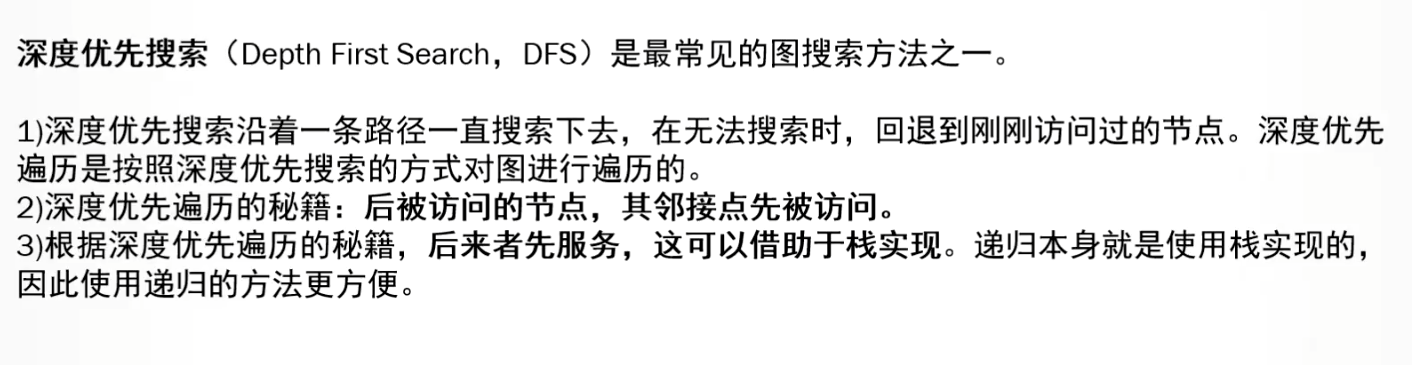 深度优先搜索（Depth First Search，DFS）是最常见的图搜索方法之一。
1)深度优先搜索沿着一条路径一直搜索下去，在无法搜索时，回退到刚刚访问过的节点。深度优先
遍历是按照深度优先搜索的方式对图进行遍历的。
2)深度优先遍历的秘籍：后被访问的节点，其邻接点先被访问。
3)根据深度优先遍历的秘籍，后来者先服务，这可以借助于栈实现。递归本身就是使用栈实现的，
因此使用递归的方法更方便。